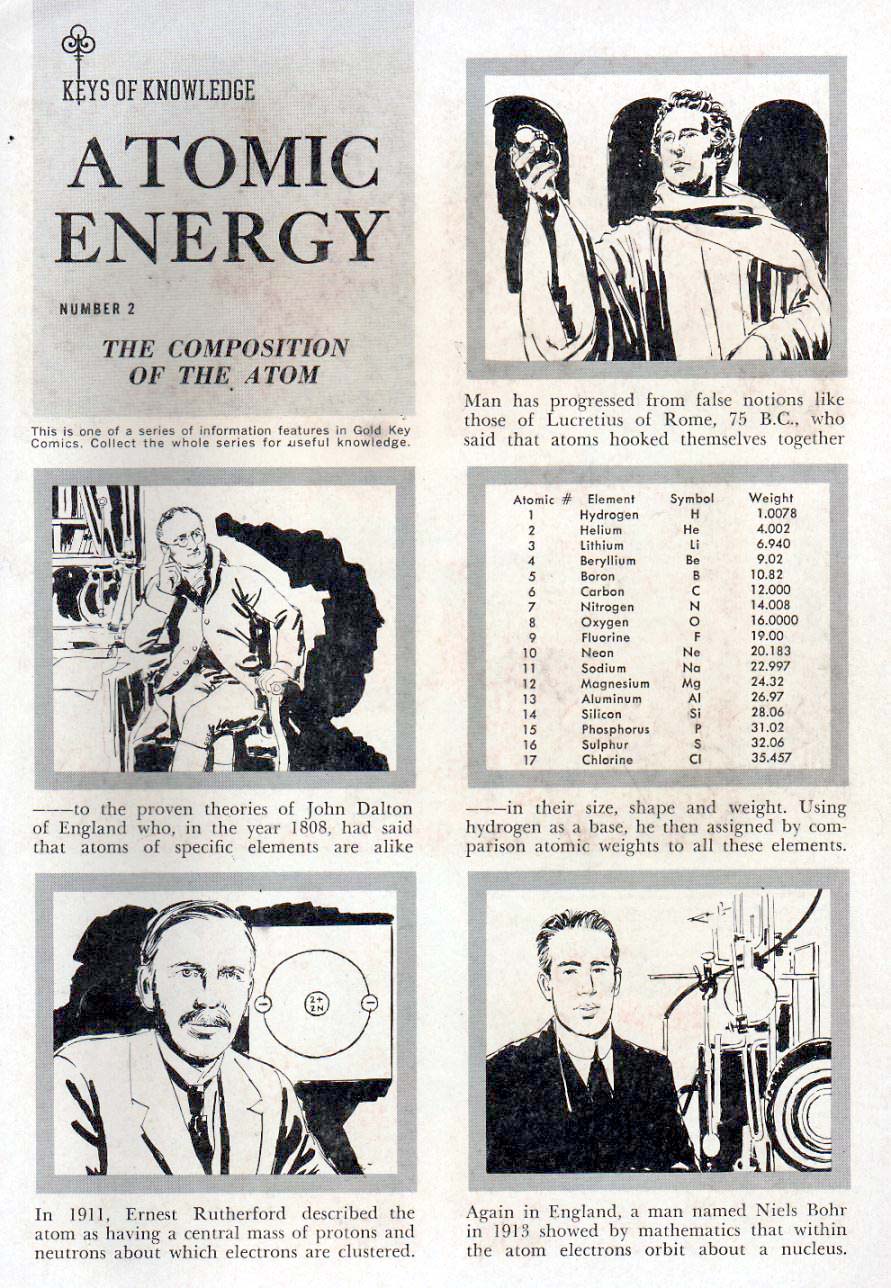 KEYS OF KNOWLEDGE
ATOMIC
ENERGY
NUMBER 2
THE COMPOSITION
OF THE ATOM
This is one of a series of information features in Gold Key
Comics. Collect the whole series for useful knowledge.
Man has progressed from false notions like
those of Lucretius of Rome, 75 B.C., who
said that atoms hooked themselves together
———to the proven theories of John Dalton
of England who, in the year 1808, had said
that atoms of specific elements are alike
Atomic # Element Symbol Weight
1 Hydrogen H 1.0078
2 Helium He 4.002
3 Lithium Li 6.940
4 Beryllium Be 9.02
5 Boron B 10.82
6 Carbon C 12.000
7 Nitrogen N 14.008
8 Oxygen O 16.0000
9 Fluorine F 19.00
10 Neon Ne 20.183
11 Sodium Na 22.997
12 Magnesium Mg 24.32
13 Aluminum Al 26.97
14 Silicon Si 28.06
15 Phosphorus P 31.02
16 Sulphur S 32.06
17 Chlorine Cl 35.457
———in their size, shape and weight. Using
hydrogen as a base, he then assigned by com-
parison atomic weights to all these elements.
2+
2N
In 1911, Ernest Rutherford described the
atom as having a central mass of protons and
neutrons about which electrons are clustered.
Again in England, a man named Niels Bohr
in 1913 showed by mathematics that within
the atom electrons orbit about a nucleus.